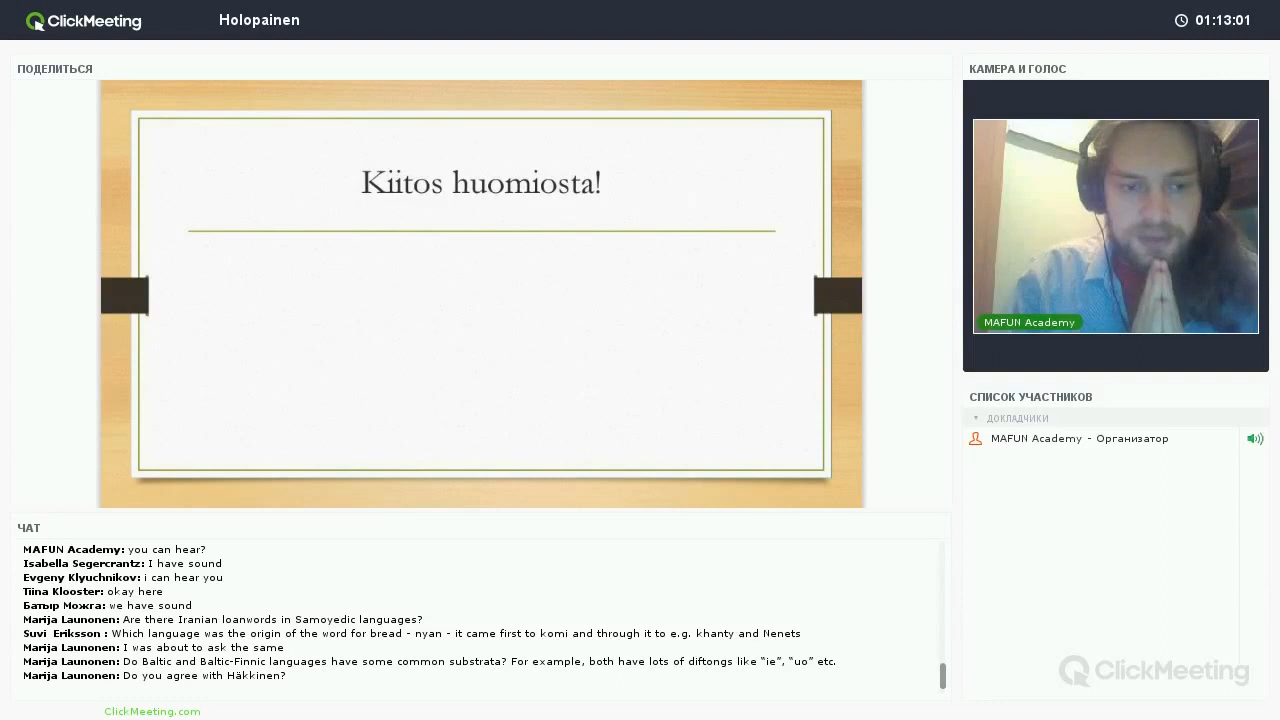 ClickMeeting
Holopainen
01:13:01
ПОДЕЛИТЬСЯ
Kiitos huomiosta!
КАМЕРА И ГОЛОС
MAFUN Academy
СПИСОК УЧАСТНИКОВ
ДОКЛАДЧИКИ
MAFUN Academy - Организатор
ЧАТ
MAFUN Academy: you can hear?
Isabella Segercrantz: I have sound
Evgeny Klyuchnikov: i can hear you
Tiina Klooster: okay here
Батыр Можга: we have sound
Marija Launonen: Are there Iranian loanwords in Samoyedic languages?
Suvi Eriksson : Which language was the origin of the word for bread - nyan - it came first to komi and through it to e.g. khanty and Nenets
Marija Launonen: I was about to ask the same
Marija Launonen: Do Baltic and Baltic-Finnic languages have some common substrata? For example, both have lots of diftongs like “ie”, “uo” etc.
Marija Launonen: Do you agree with Häkkinen?
ClickMeeting
ClickMeeting.com